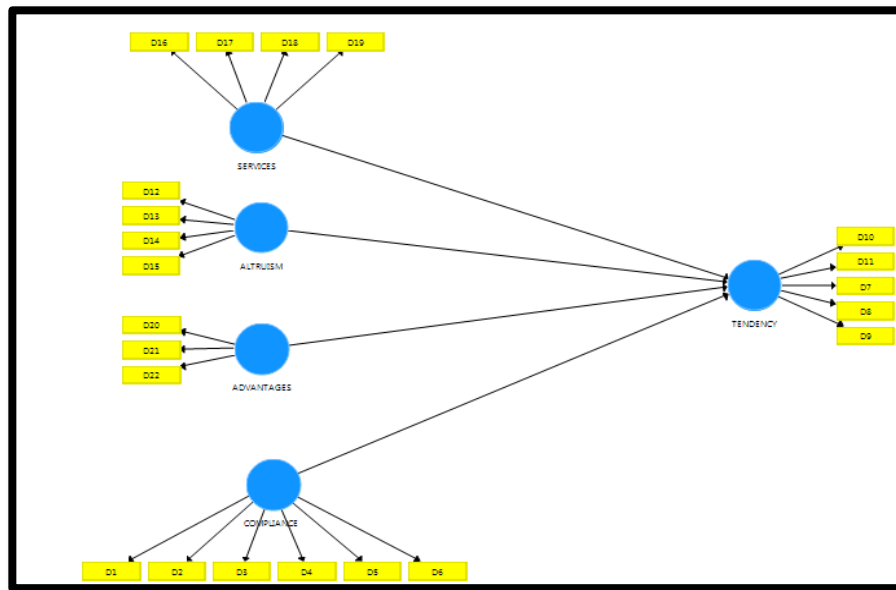 D16 D17 D18 D19
SERVICES
D12
D13
D14
D15
ALTRUISM
D20
D21
D22
ADVANTAGES
COMPLIANCE
D1 D2 D3 D4 D5 D6
D10
D11
D7
D8
D9
TENDENCY